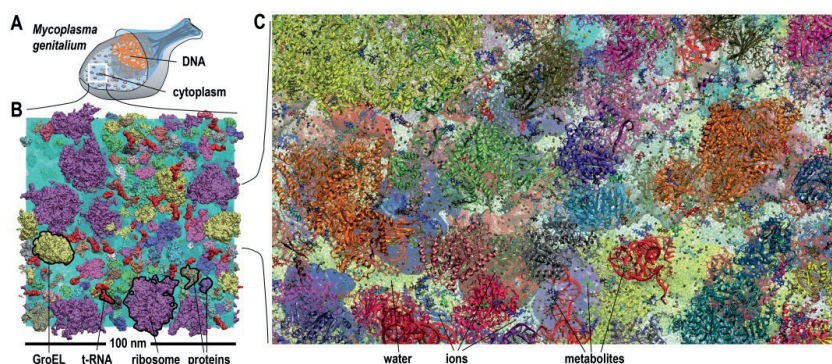 A
Mycoplasma
genitalium
DNA
cytoplasm
B
100 nm
GroEL t-RNA ribosome proteins
C
water ions metabolites